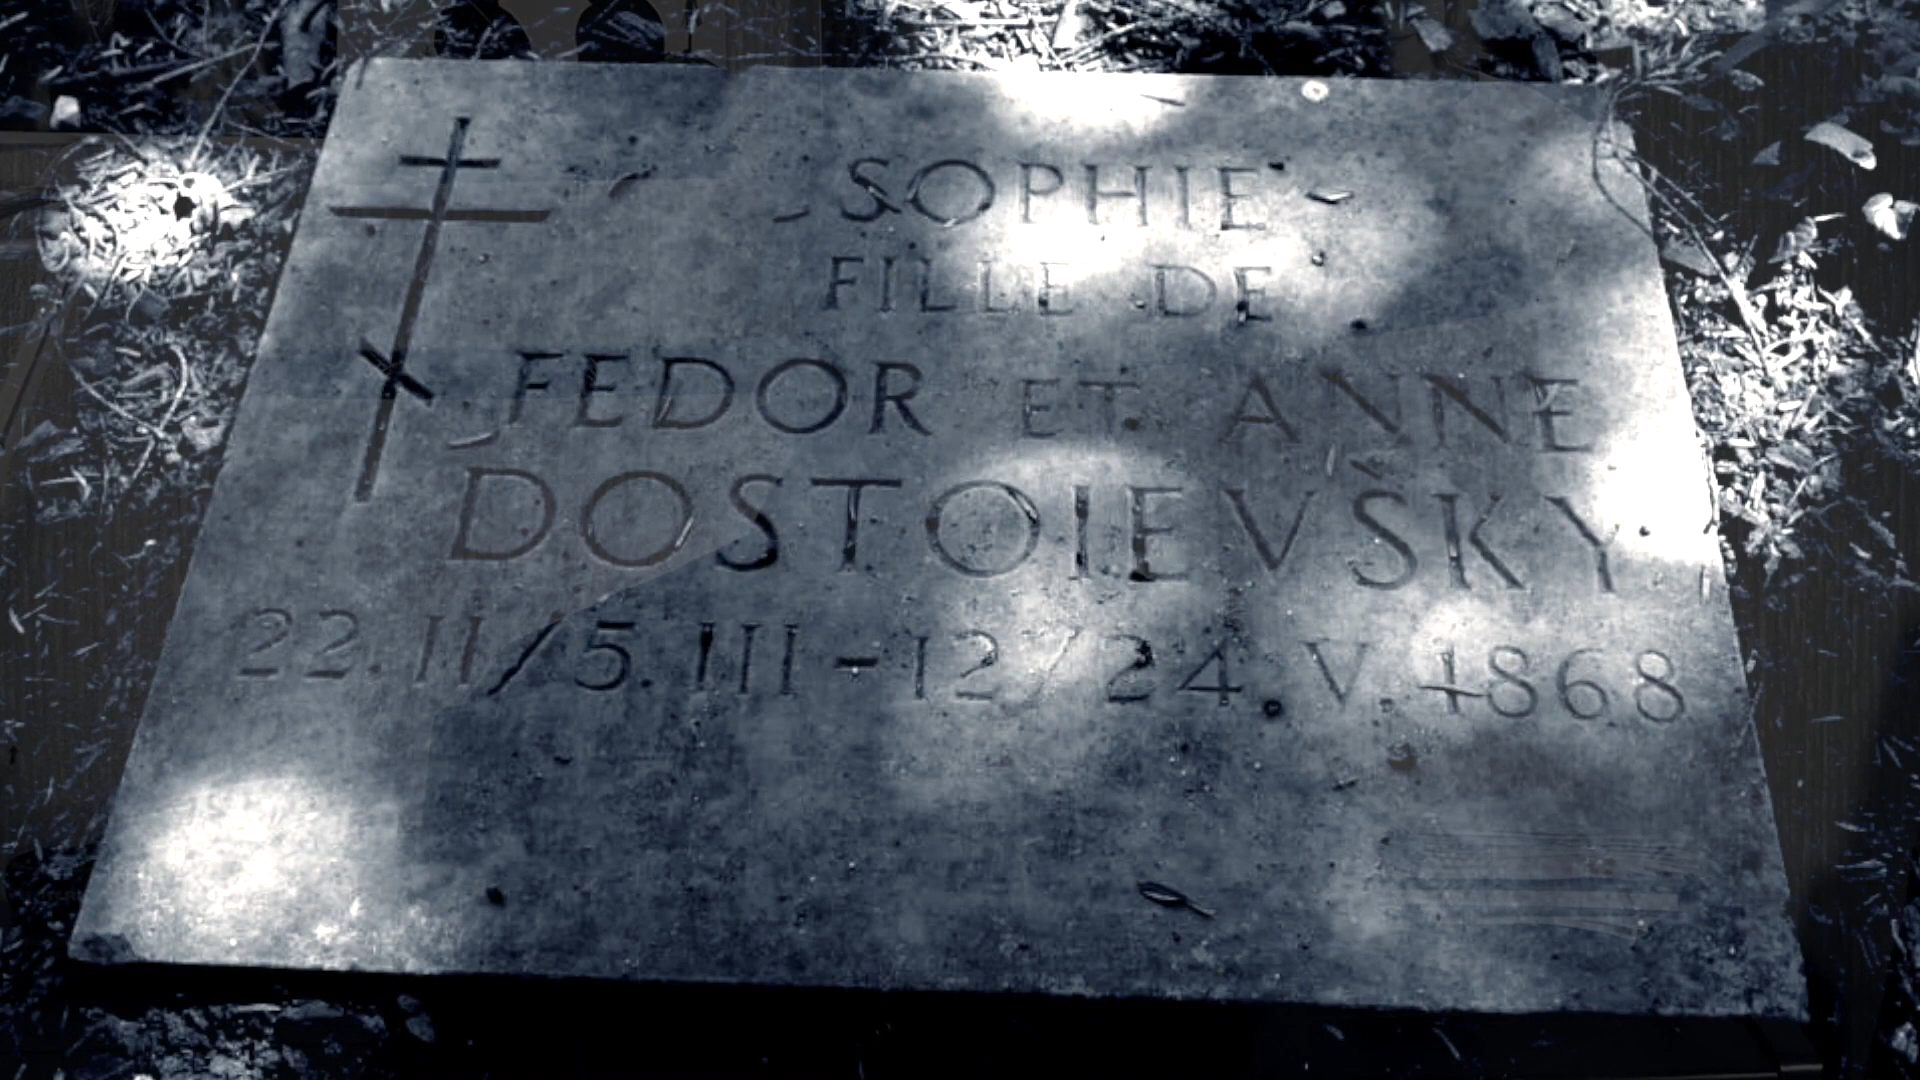 SOPHIE
FILLE DE
FEDOR ET ANNE
DOSTOIEVŠKY
22.II/5.III-12/24.V.1868